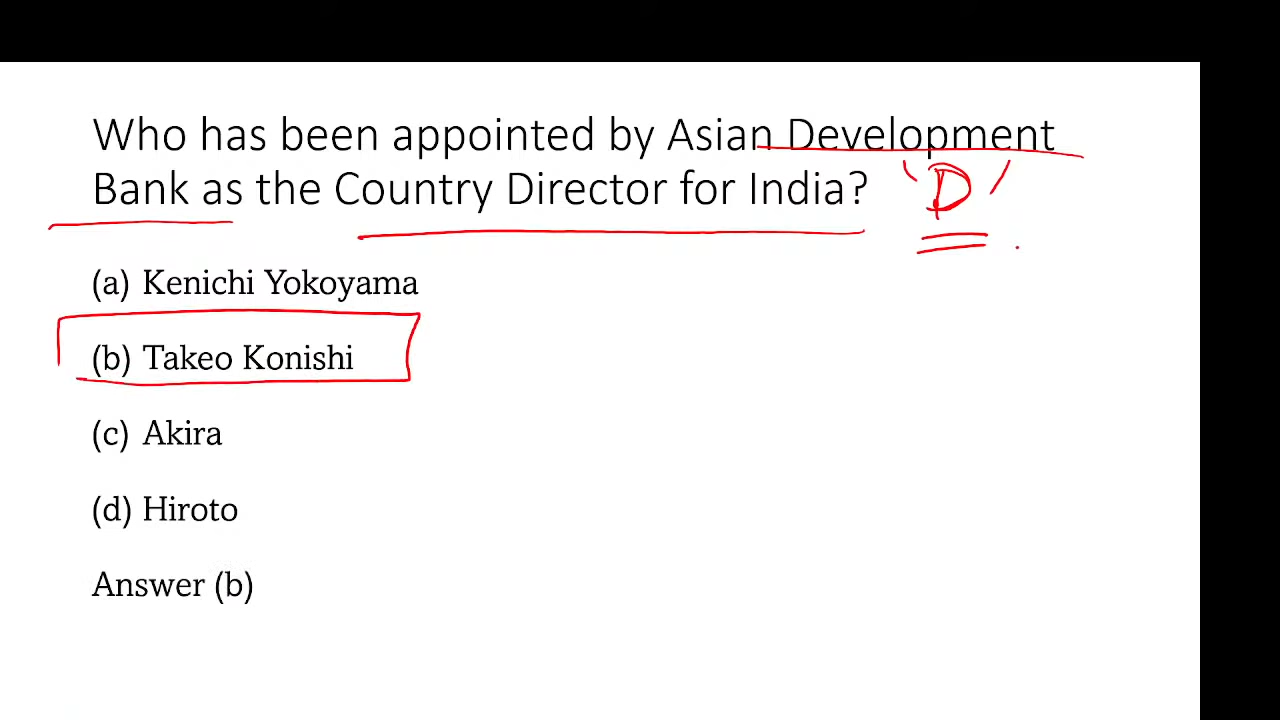 Who has been appointed by Asian Development
Bank as the Country Director for India?
'D'
(a) Kenichi Yokoyama
(b) Takeo Konishi
(c) Akira
(d) Hiroto
Answer (b)